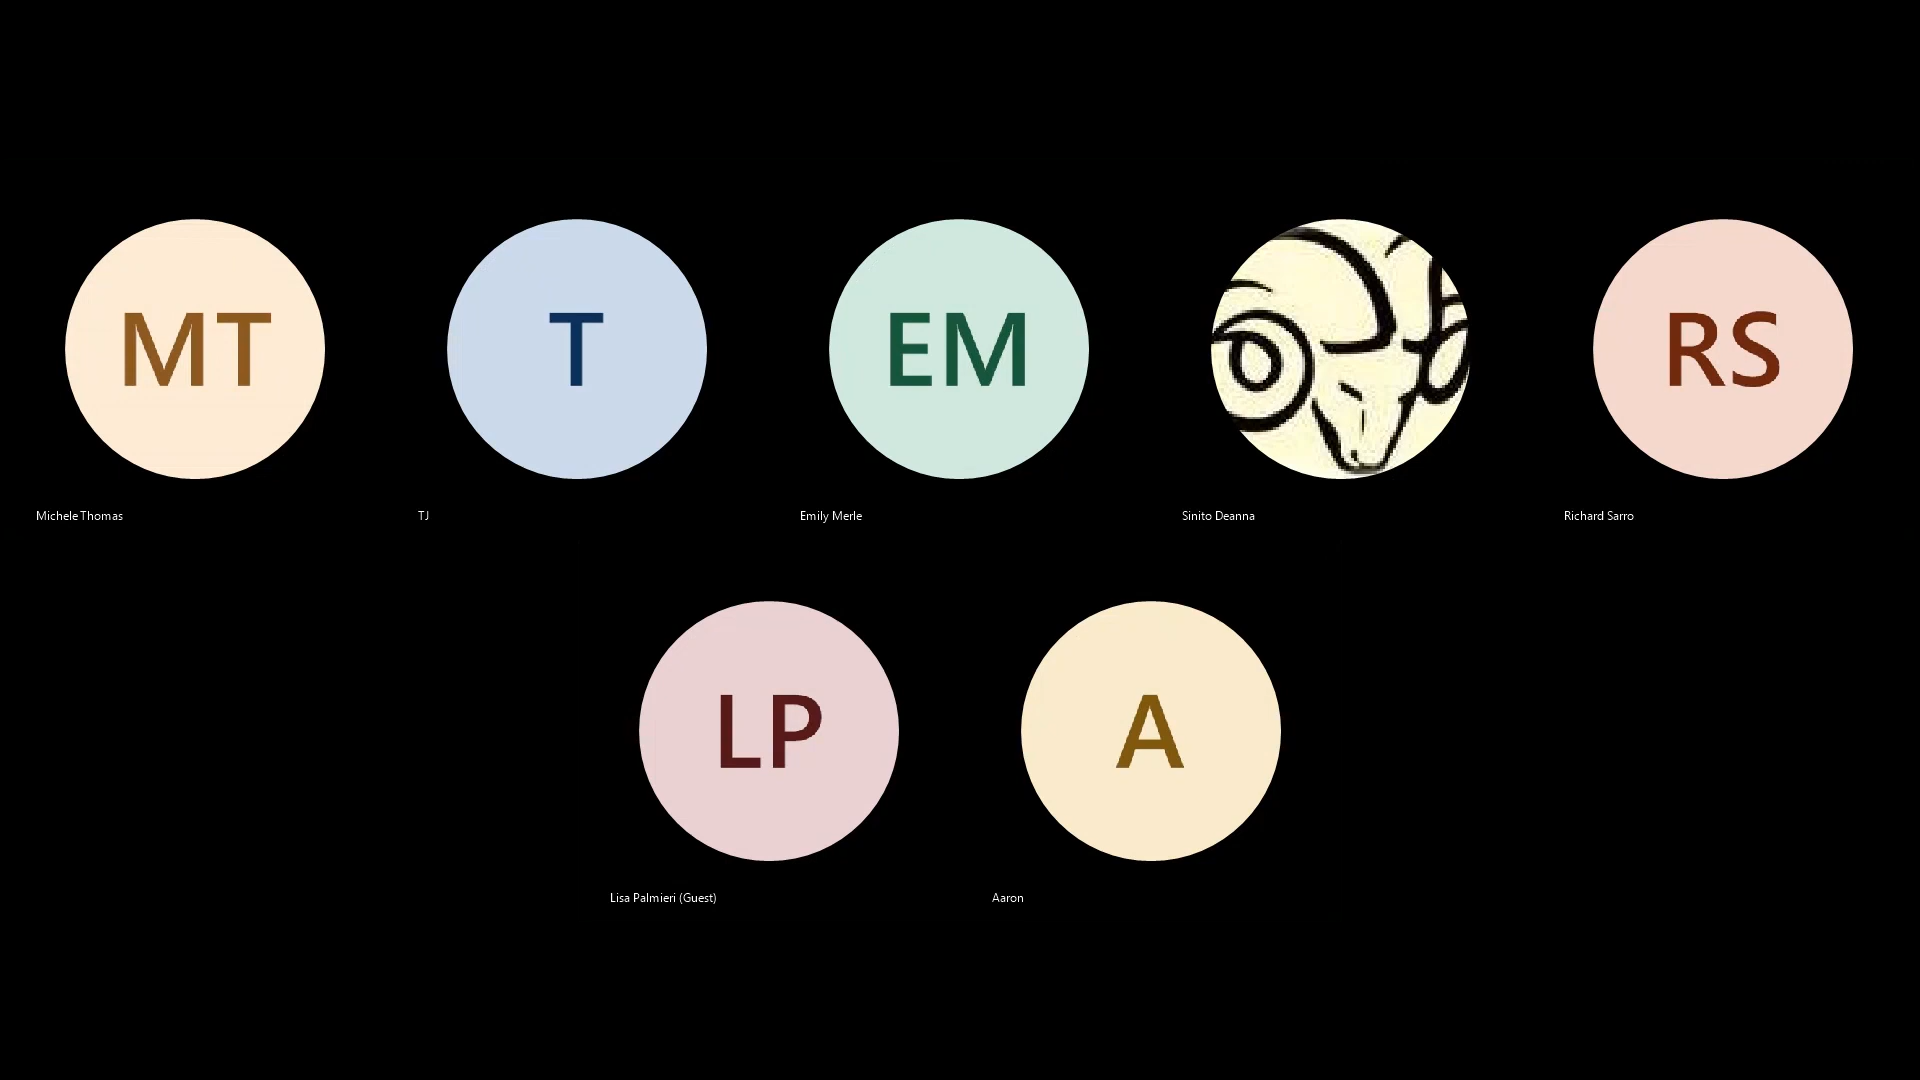 MT
T
EM
RS
Michele Thomas
TJ
Emily Merle
Sinito Deanna
Richard Sarro
LP
A
Lisa Palmieri (Guest)
Aaron